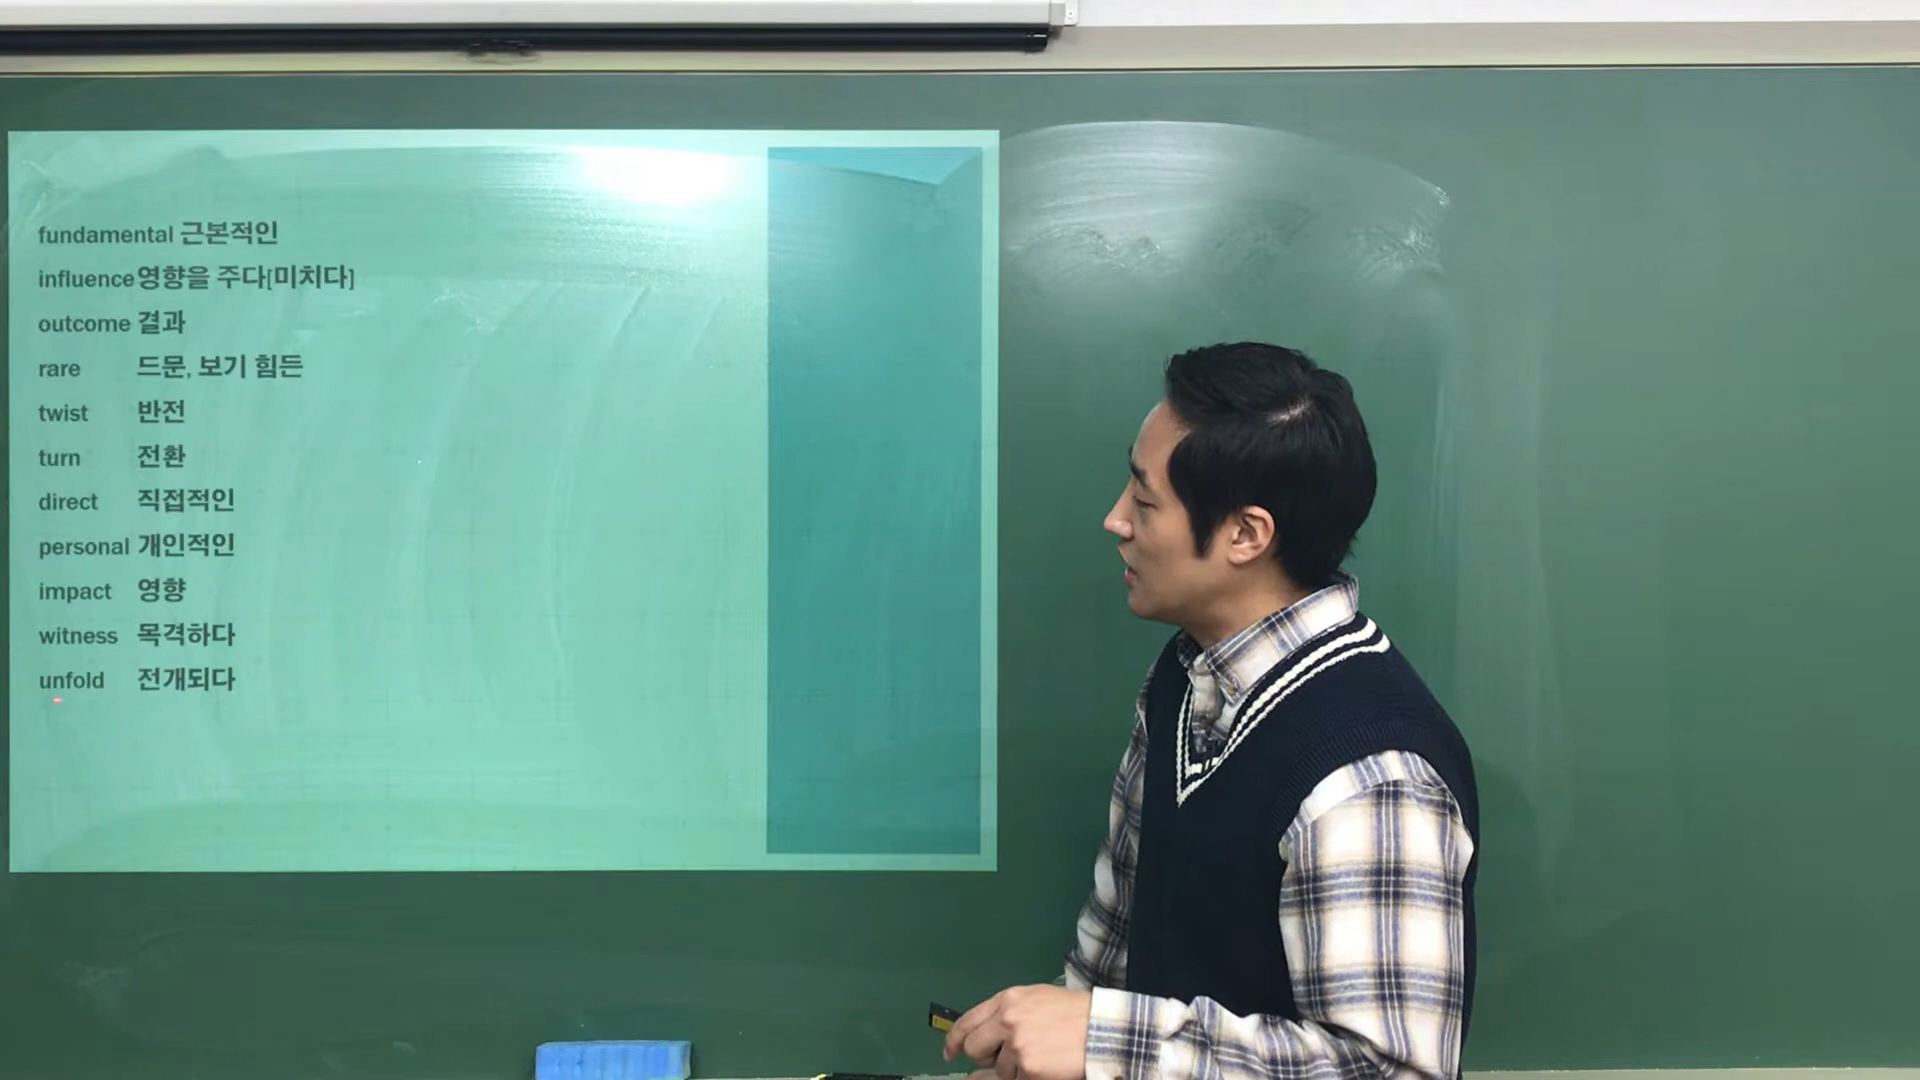 fundamental 근본적인
influence 영향을 주다[미치다]
outcome 결과
rare 드문, 보기 힘든
twist 반전
turn 전환
direct 직접적인
personal 개인적인
impact 영향
witness 목격하다
unfold 전개되다